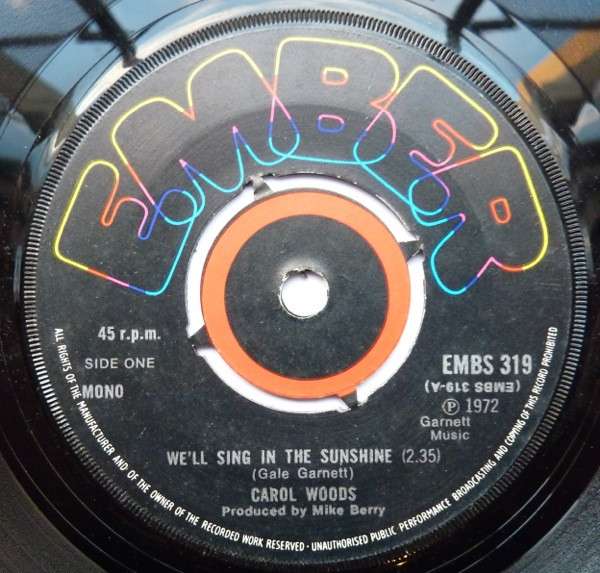 EMBER
45 r.p.m.
SIDE ONE
MONO
EMBS 319
(EMBS 319-A)
Ⓟ 1972
Garnett
Music
WE'LL SING IN THE SUNSHINE (2.35)
(Gale Garnett)
CAROL WOODS
Produced by Mike Berry
ALL RIGHTS OF THE MANUFACTURER AND OF THE OWNER OF THE RECORDED WORK RESERVED - UNAUTHORISED PUBLIC PERFORMANCE BROADCASTING AND COPYING OF THIS RECORD PROHIBITED